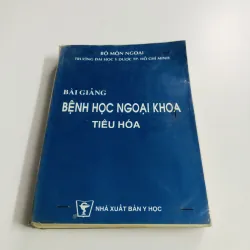 BỘ MÔN NGOẠI
TRƯỜNG ĐẠI HỌC Y DƯỢC TP. HỒ CHÍ MINH
BÀI GIẢNG
BỆNH HỌC NGOẠI KHOA
TIÊU HÓA
NHÀ XUẤT BẢN Y HỌC